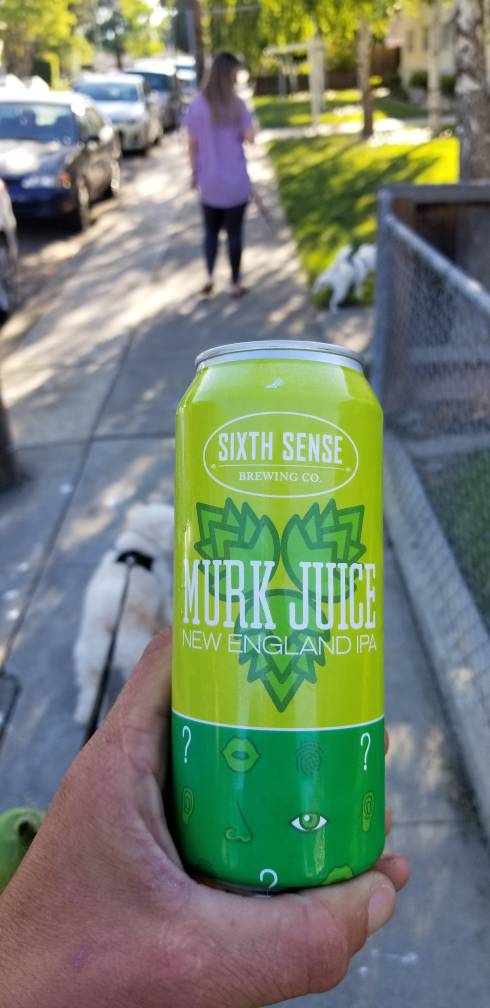 SIXTH SENSE
BREWING CO.
MURK JUICE
NEW ENGLAND IPA
? ?
?